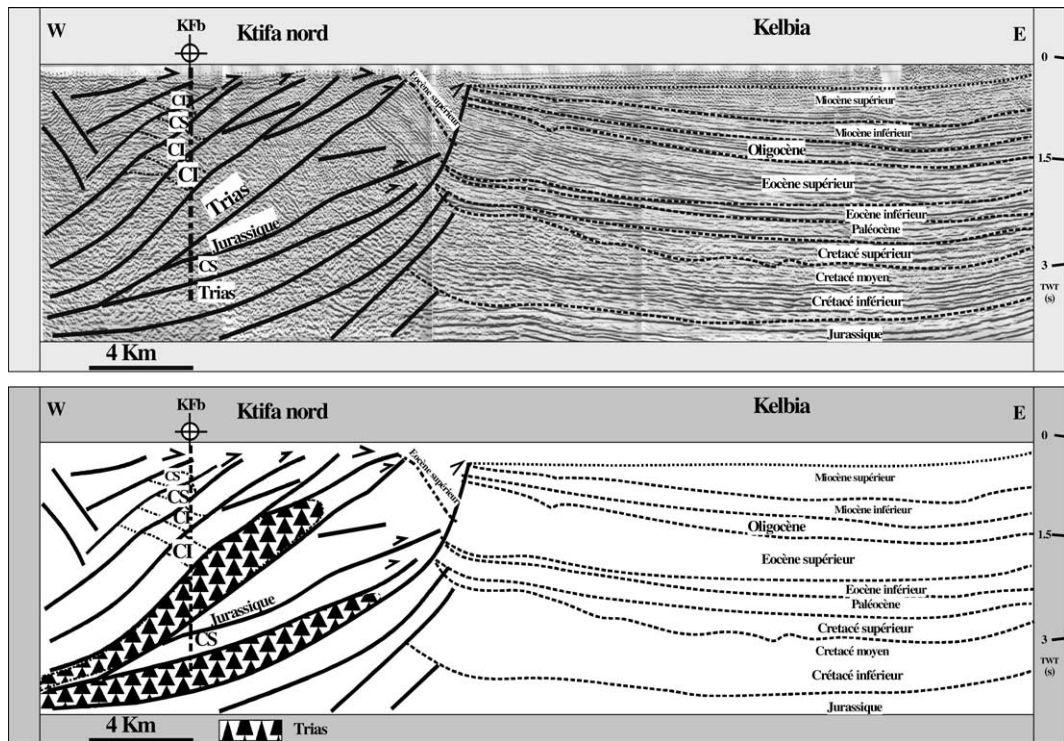 W KFb Ktifa nord Kelbia E
0
CI
Eocène supérieur
Miocène supérieur
CS
Miocène inférieur
CI
Oligocène
1.5
CI
Trias
Eocène supérieur
Jurassique
Eocène inférieur
Paléocène
CS
Cretacé supérieur
3
Trias
Cretacé moyen
TWT
(s)
Crétacé inférieur
Jurassique
4 Km
W KFb Ktifa nord Kelbia E
0
Eocène supérieur
CS
Miocène supérieur
CS
CI
Miocène inférieur
Oligocène
1.5
CI
Eocène supérieur
Jurassique
Eocène inférieur
Paléocène
CS
Cretacé supérieur
3
Cretacé moyen
TWT
(s)
Crétacé inférieur
Jurassique
4 Km
Trias